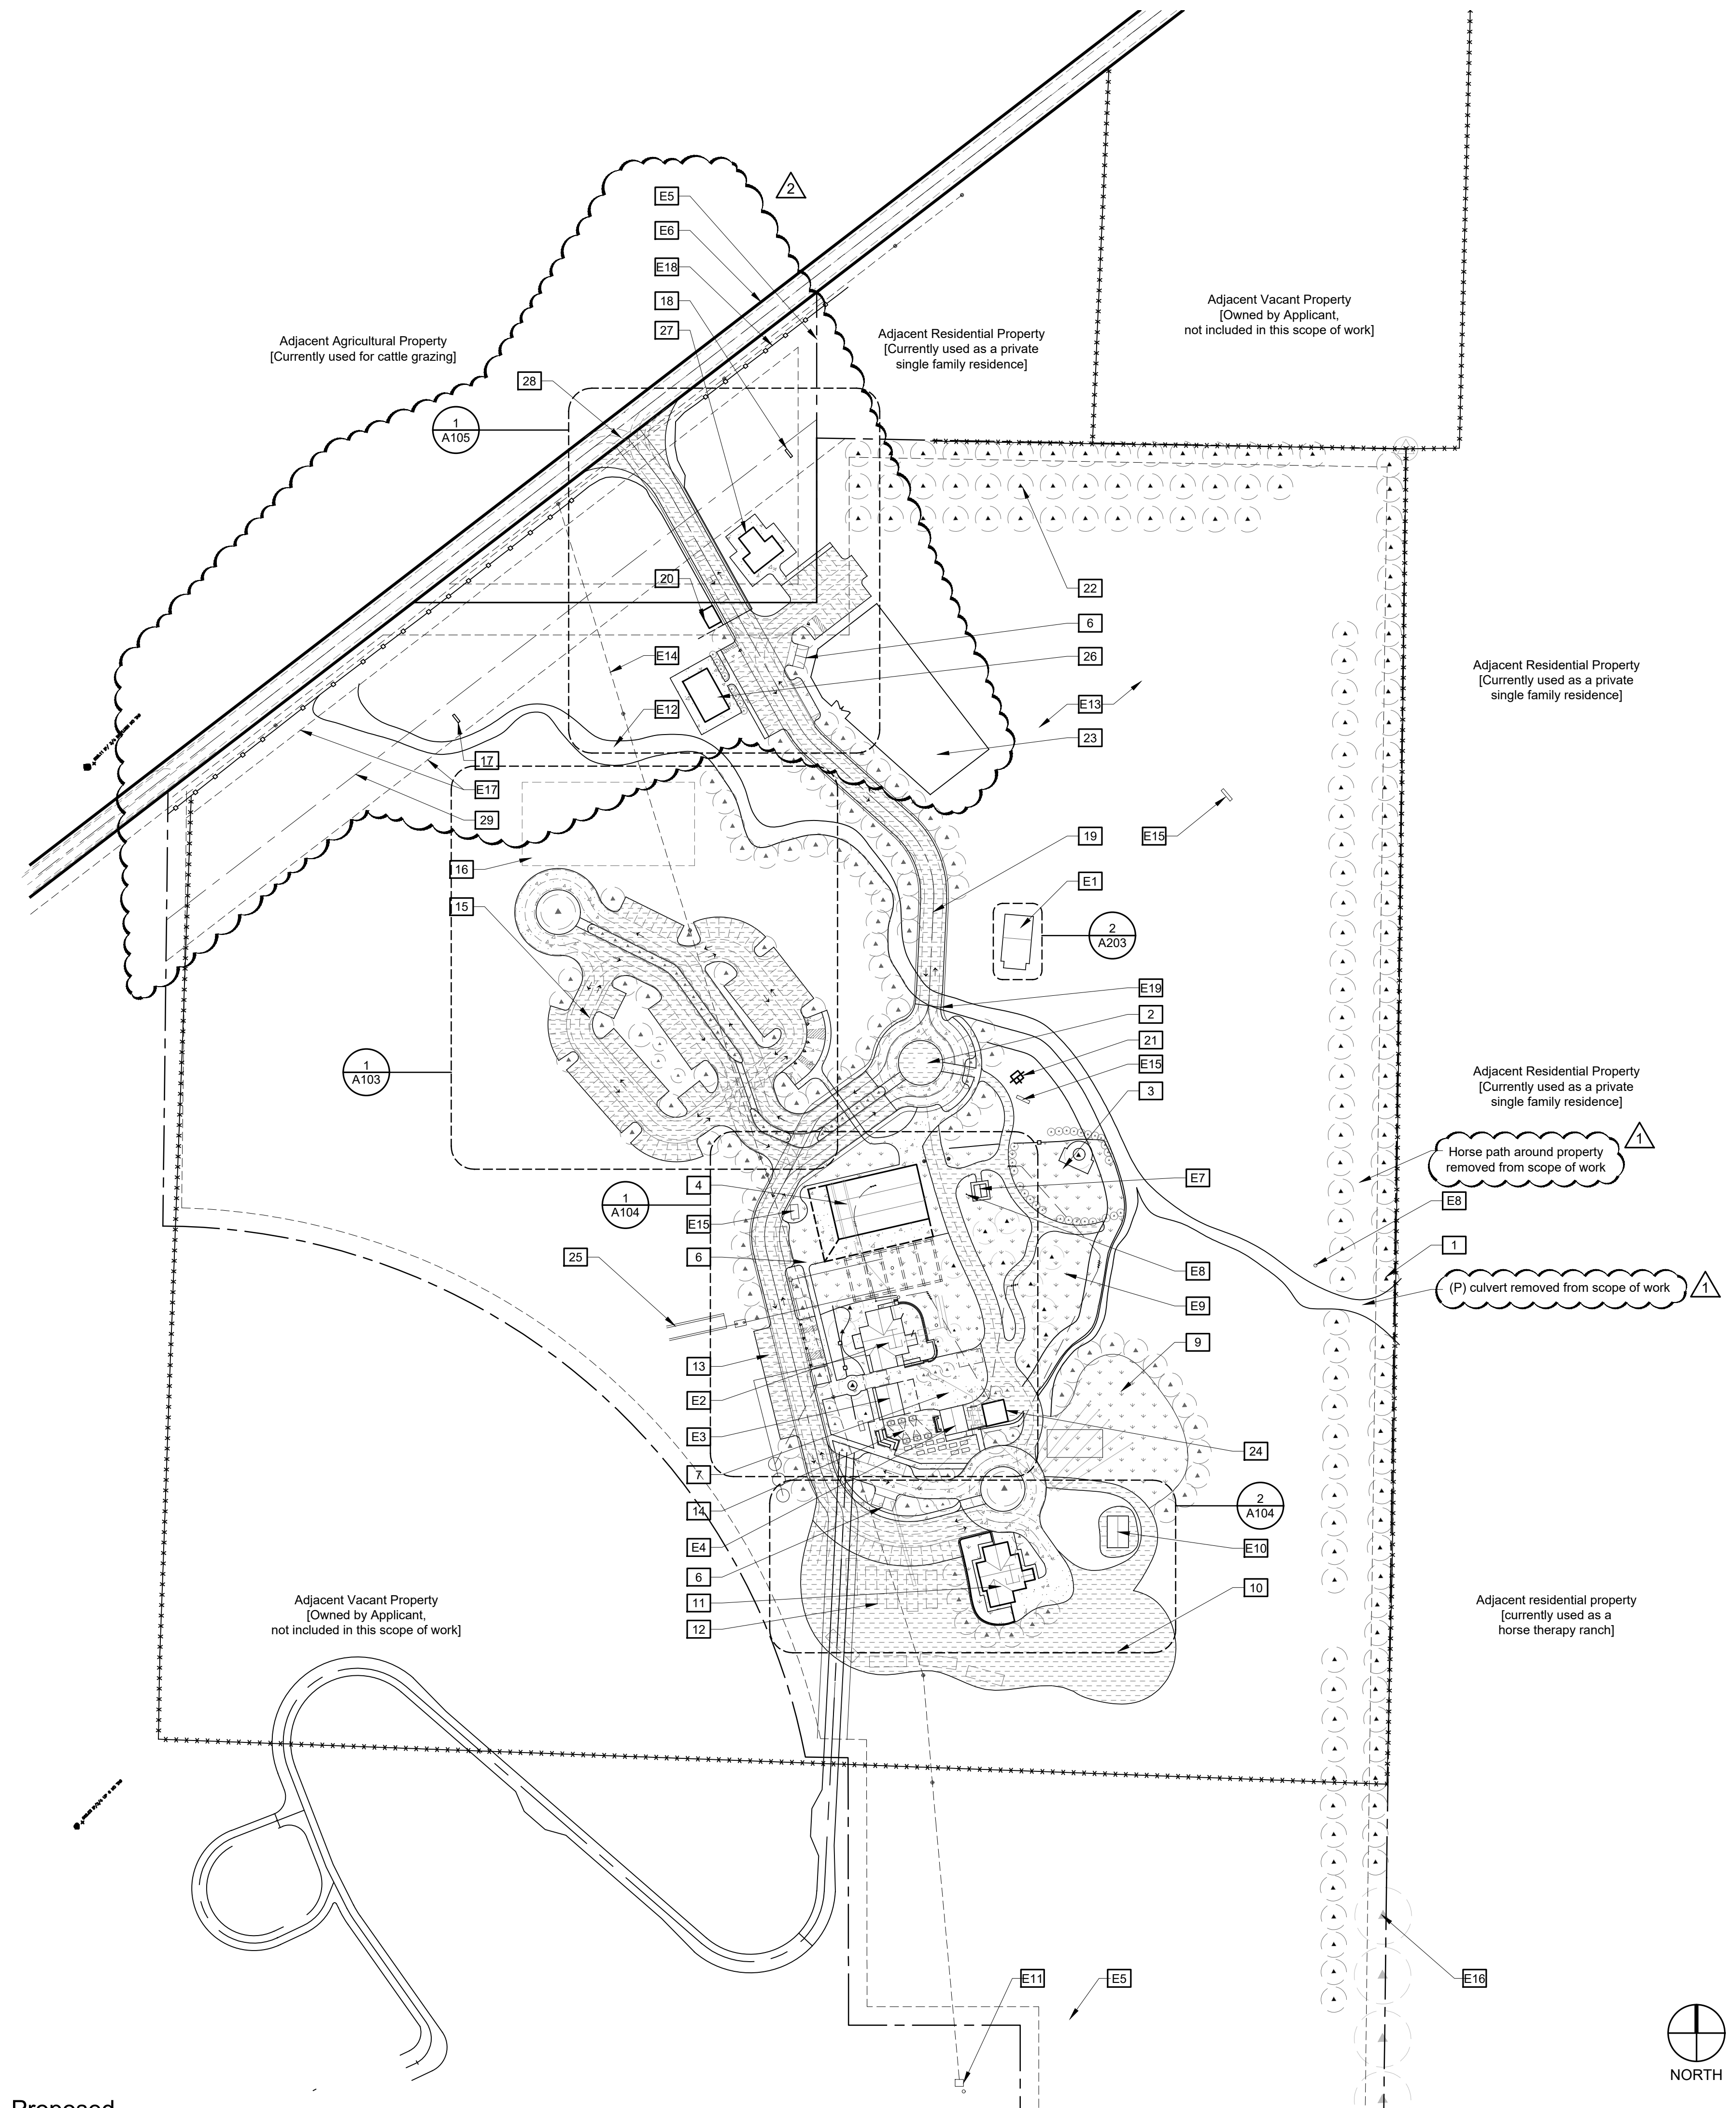 2
E5
E6
E18
18
27
28
1
A105
Adjacent Agricultural Property
[Currently used for cattle grazing]
Adjacent Residential Property
[Currently used as a private
single family residence]
Adjacent Vacant Property
[Owned by Applicant,
not included in this scope of work]
20
22
6
26
E14
E12
E13
23
17
E17
29
16
15
19
E15
E1
2
A203
Adjacent Residential Property
[Currently used as a private
single family residence]
E19
2
21
E15
3
1
A103
Adjacent Residential Property
[Currently used as a private
single family residence]
1
Horse path around property
removed from scope of work
E8
1
(P) culvert removed from scope of work
1
4
1
A104
E15
6
25
E7
E8
E9
9
13
E2
E3
7
14
E4
6
11
12
24
2
A104
E10
10
Adjacent Vacant Property
[Owned by Applicant,
not included in this scope of work]
Adjacent residential property
[currently used as a
horse therapy ranch]
E11
E5
E16
NORTH
Proposed